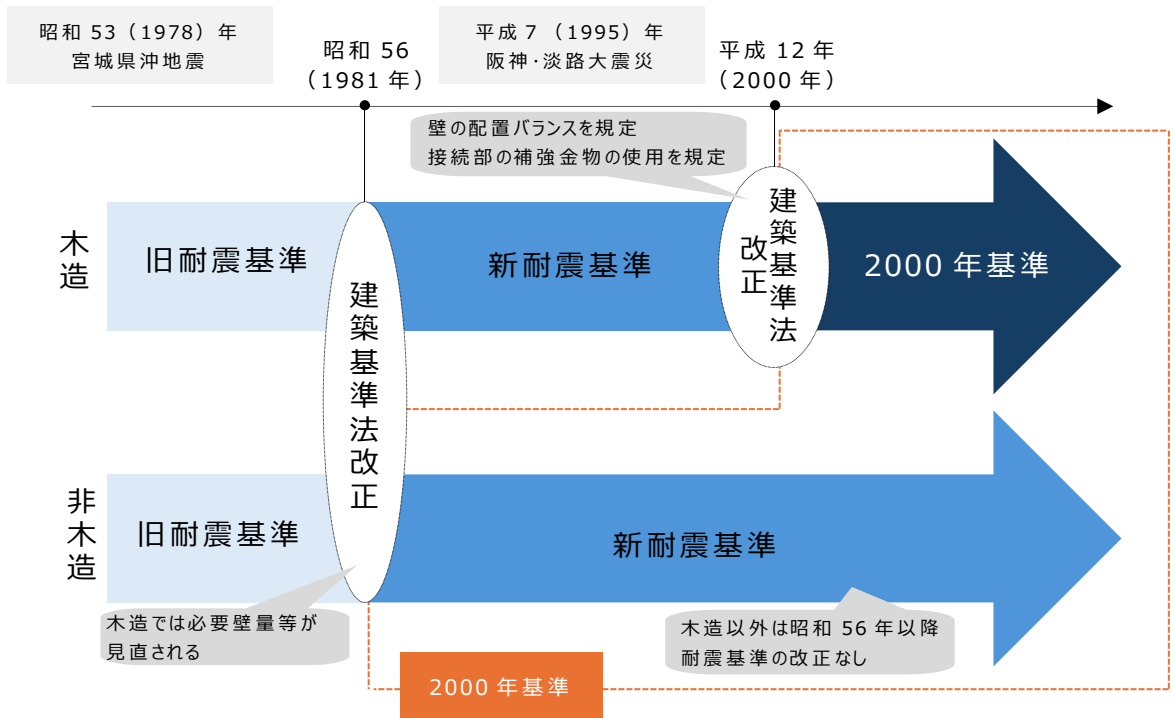 昭和 53（1978）年
宮城県沖地震
昭和 56
（1981 年）
平成 7 （1995）年
阪神･淡路大震災
平成 12 年
（2000 年）
壁の配置バランスを規定
接続部の補強金物の使用を規定
木造
旧耐震基準
建築基準法改正
新耐震基準
建築基準法
改正
2000 年基準
非木造
旧耐震基準
新耐震基準
木造では必要壁量等が
見直される
木造以外は昭和 56 年以降
耐震基準の改正なし
2000 年基準